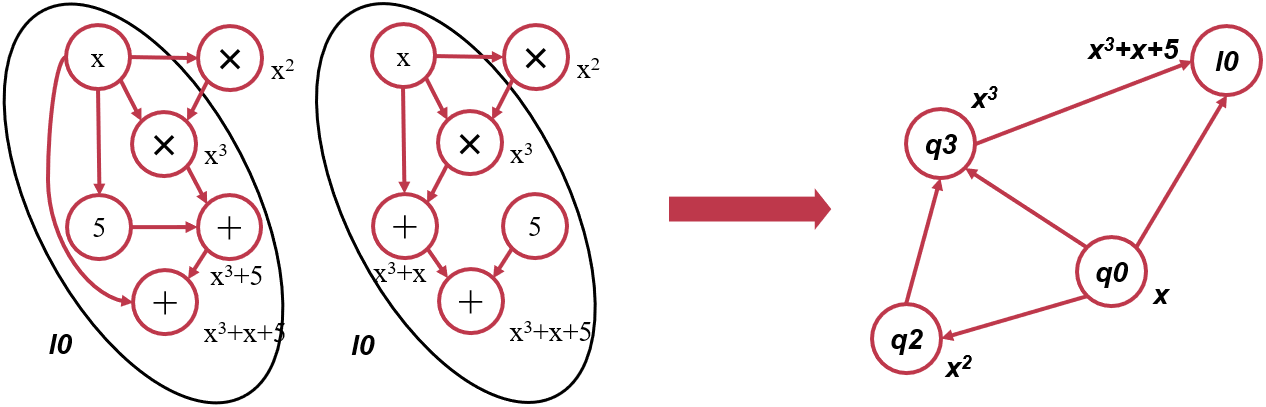 x
×
x²
×
x³
5
+
x³+5
+
x³+x+5
l0
x
×
x²
×
x³
+
5
x³+x
+
x³+x+5
l0
x³+x+5
l0
x³
q3
q0
x
q2
x²